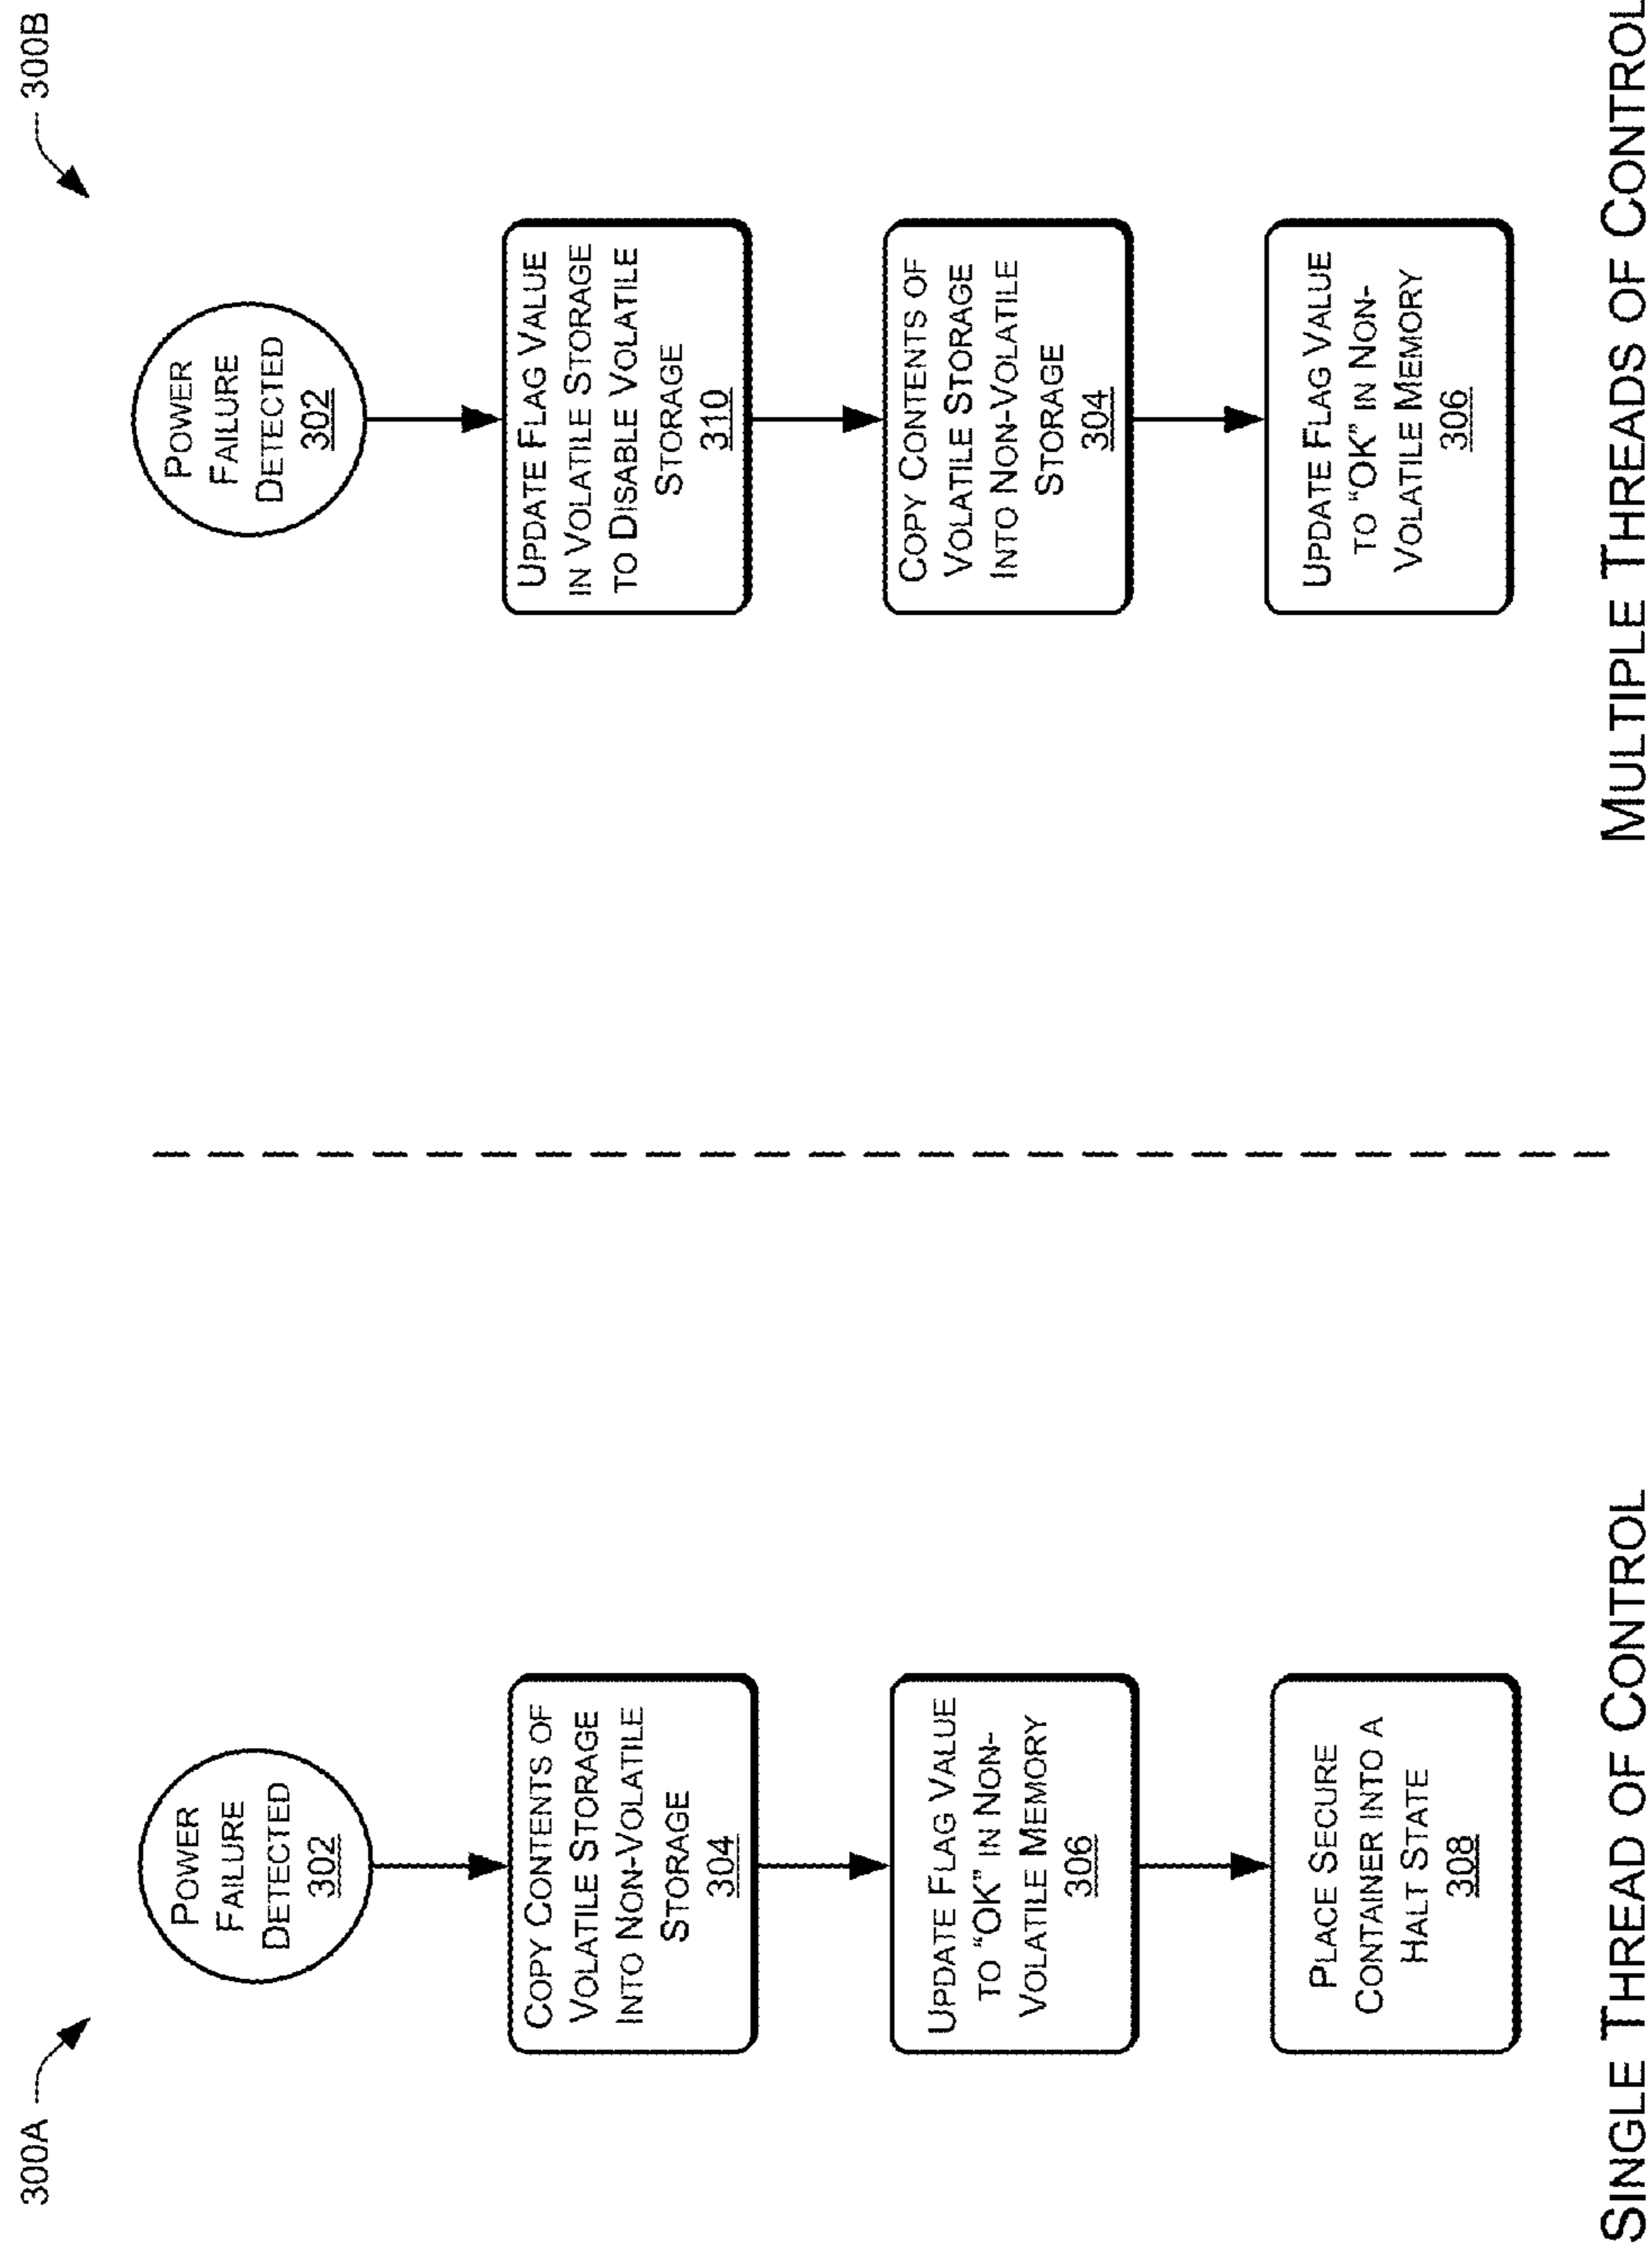 300A
POWER
FAILURE
DETECTED
302
COPY CONTENTS OF
VOLATILE STORAGE
INTO NON-VOLATILE
STORAGE
304
UPDATE FLAG VALUE
TO "OK" IN NON-
VOLATILE MEMORY
306
PLACE SECURE
CONTAINER INTO A
HALT STATE
308
SINGLE THREAD OF CONTROL
300B
POWER
FAILURE
DETECTED
302
UPDATE FLAG VALUE
IN VOLATILE STORAGE
TO DISABLE VOLATILE
STORAGE
310
COPY CONTENTS OF
VOLATILE STORAGE
INTO NON-VOLATILE
STORAGE
304
UPDATE FLAG VALUE
TO "OK" IN NON-
VOLATILE MEMORY
306
MULTIPLE THREADS OF CONTROL